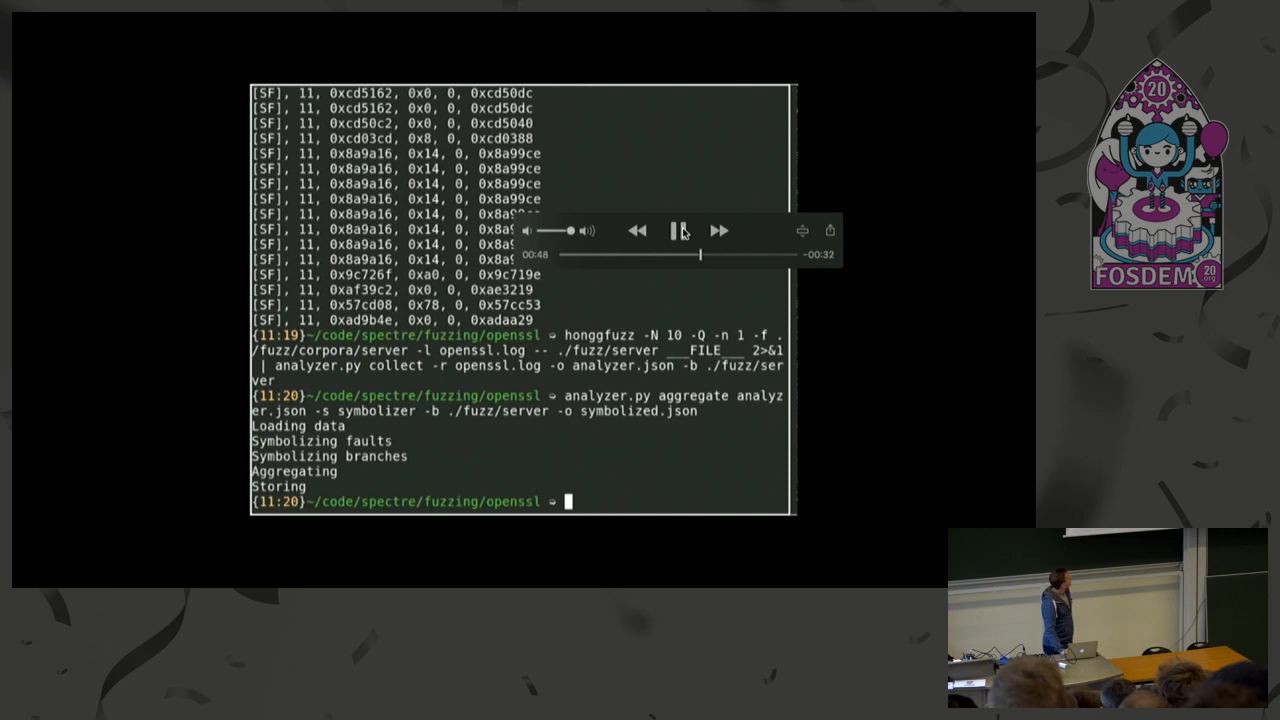 [SF], 11, 0xcd5162, 0x0, 0, 0xcd50dc
[SF], 11, 0xcd5162, 0x0, 0, 0xcd50dc
[SF], 11, 0xcd50c2, 0x0, 0, 0xcd5040
[SF], 11, 0xcd03cd, 0x8, 0, 0xcd0388
[SF], 11, 0x8a9a16, 0x14, 0, 0x8a99ce
[SF], 11, 0x8a9a16, 0x14, 0, 0x8a99ce
[SF], 11, 0x8a9a16, 0x14, 0, 0x8a99ce
[SF], 11, 0x8a9a16, 0x14, 0, 0x8a99ce
[SF], 11, 0x8a9a16, 0x14, 0, 0x8a99ce
[SF], 11, 0x8a9a16, 0x14, 0, 0x8a9
[SF], 11, 0x8a9a16, 0x14, 0, 0x8a9
[SF], 11, 0x8a9a16, 0x14, 0, 0x8a9
[SF], 11, 0x9c726f, 0xa0, 0, 0x9c719e
[SF], 11, 0xaf39c2, 0x0, 0, 0xae3219
[SF], 11, 0x57cd08, 0x78, 0, 0x57cc53
[SF], 11, 0xad9b4e, 0x0, 0, 0xadaa29
{11:19}~/code/spectre/fuzzing/openssl ➭ honggfuzz -N 10 -Q -n 1 -f .
/fuzz/corpora/server -l openssl.log -- ./fuzz/server ___FILE___ 2>&1
| analyzer.py collect -r openssl.log -o analyzer.json -b ./fuzz/ser
ver
{11:20}~/code/spectre/fuzzing/openssl ➭ analyzer.py aggregate analyz
er.json -s symbolizer -b ./fuzz/server -o symbolized.json
Loading data
Symbolizing faults
Symbolizing branches
Aggregating
Storing
{11:20}~/code/spectre/fuzzing/openssl ➭
00:48
-00:32
20
FOSDEM
20
.org